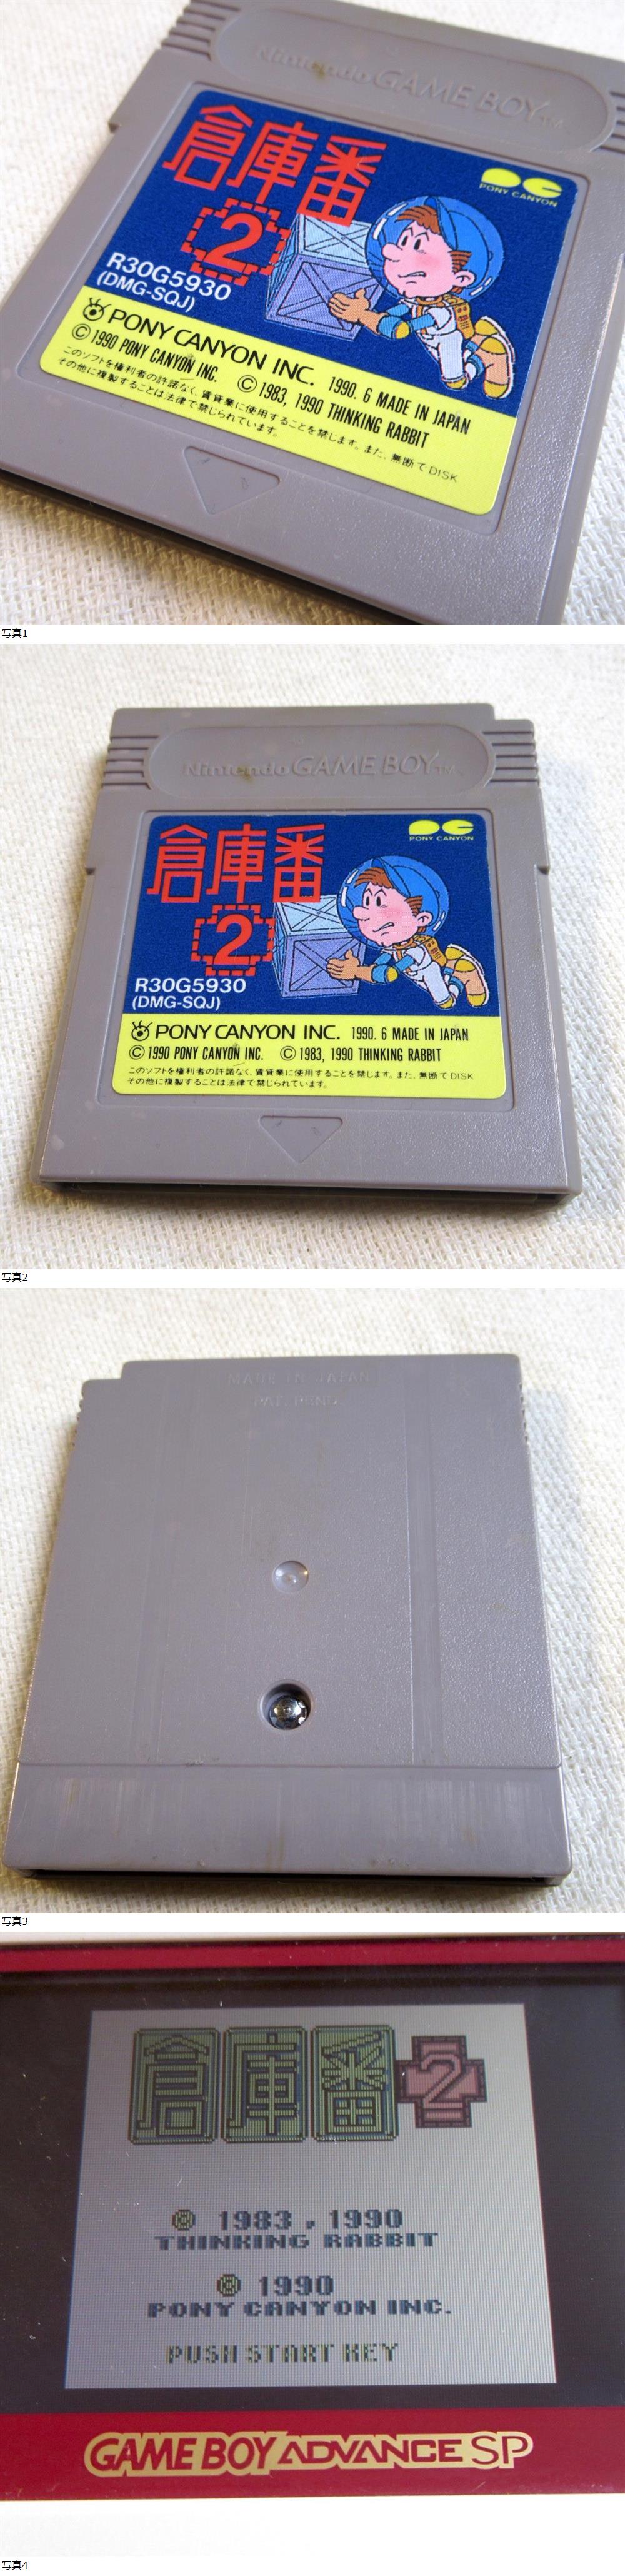 Nintendo GAME BOY TM
倉庫番
2
PONY CANYON
R30G5930
(DMG-SQJ)
PONY CANYON INC. 1990. 6 MADE IN JAPAN
©1990 PONY CANYON INC. ©1983, 1990 THINKING RABBIT
このソフトを権利者の許諾なく、賃貸業に使用することを禁じます。また、無断でDISK
その他に複製することは法律で禁じられています。
写真1
Nintendo GAME BOY TM
倉庫番
2
PONY CANYON
R30G5930
(DMG-SQJ)
PONY CANYON INC. 1990. 6 MADE IN JAPAN
©1990 PONY CANYON INC. ©1983, 1990 THINKING RABBIT
このソフトを権利者の許諾なく、賃貸業に使用することを禁じます。また、無断でDISK
その他に複製することは法律で禁じられています。
写真2
MADE IN JAPAN
PAT. PEND.
写真3
倉庫番2
© 1983, 1990
THINKING RABBIT
© 1990
PONY CANYON INC.
PUSH START KEY
GAME BOY ADVANCE SP
写真4